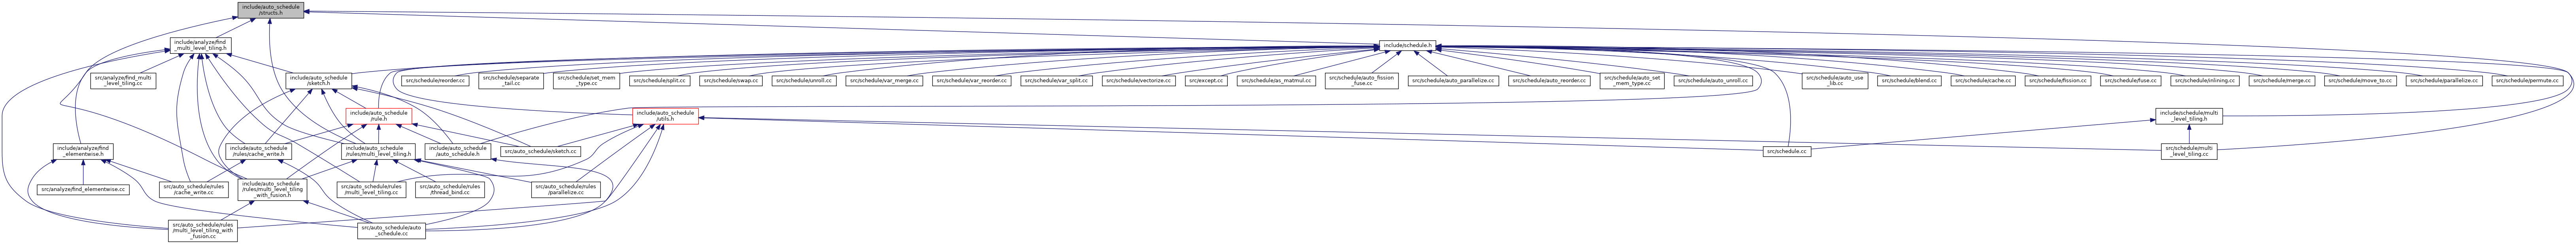 include/auto_schedule
/structs.h
include/analyze/find
_multi_level_tiling.h
include/schedule.h
src/analyze/find_multi
_level_tiling.cc
include/auto_schedule
/sketch.h
src/schedule/reorder.cc
src/schedule/separate
_tail.cc
src/schedule/set_mem
_type.cc
src/schedule/split.cc
src/schedule/swap.cc
src/schedule/unroll.cc
src/schedule/var_merge.cc
src/schedule/var_reorder.cc
src/schedule/var_split.cc
src/schedule/vectorize.cc
src/except.cc
src/schedule/as_matmul.cc
src/schedule/auto_fission
_fuse.cc
src/schedule/auto_parallelize.cc
src/schedule/auto_reorder.cc
src/schedule/auto_set
_mem_type.cc
src/schedule/auto_unroll.cc
src/schedule/auto_use
_lib.cc
src/schedule/blend.cc
src/schedule/cache.cc
src/schedule/fission.cc
src/schedule/fuse.cc
src/schedule/inlining.cc
src/schedule/merge.cc
src/schedule/move_to.cc
src/schedule/parallelize.cc
src/schedule/permute.cc
include/auto_schedule
/rule.h
include/auto_schedule
/utils.h
include/schedule/multi
_level_tiling.h
include/analyze/find
_elementwise.h
include/auto_schedule
/rules/cache_write.h
include/auto_schedule
/rules/multi_level_tiling.h
include/auto_schedule
/auto_schedule.h
src/auto_schedule/sketch.cc
src/schedule.cc
src/schedule/multi
_level_tiling.cc
src/analyze/find_elementwise.cc
src/auto_schedule/rules
/cache_write.cc
include/auto_schedule
/rules/multi_level_tiling
_with_fusion.h
src/auto_schedule/rules
/multi_level_tiling.cc
src/auto_schedule/rules
/thread_bind.cc
src/auto_schedule/rules
/parallelize.cc
src/auto_schedule/rules
/multi_level_tiling_with
_fusion.cc
src/auto_schedule/auto
_schedule.cc